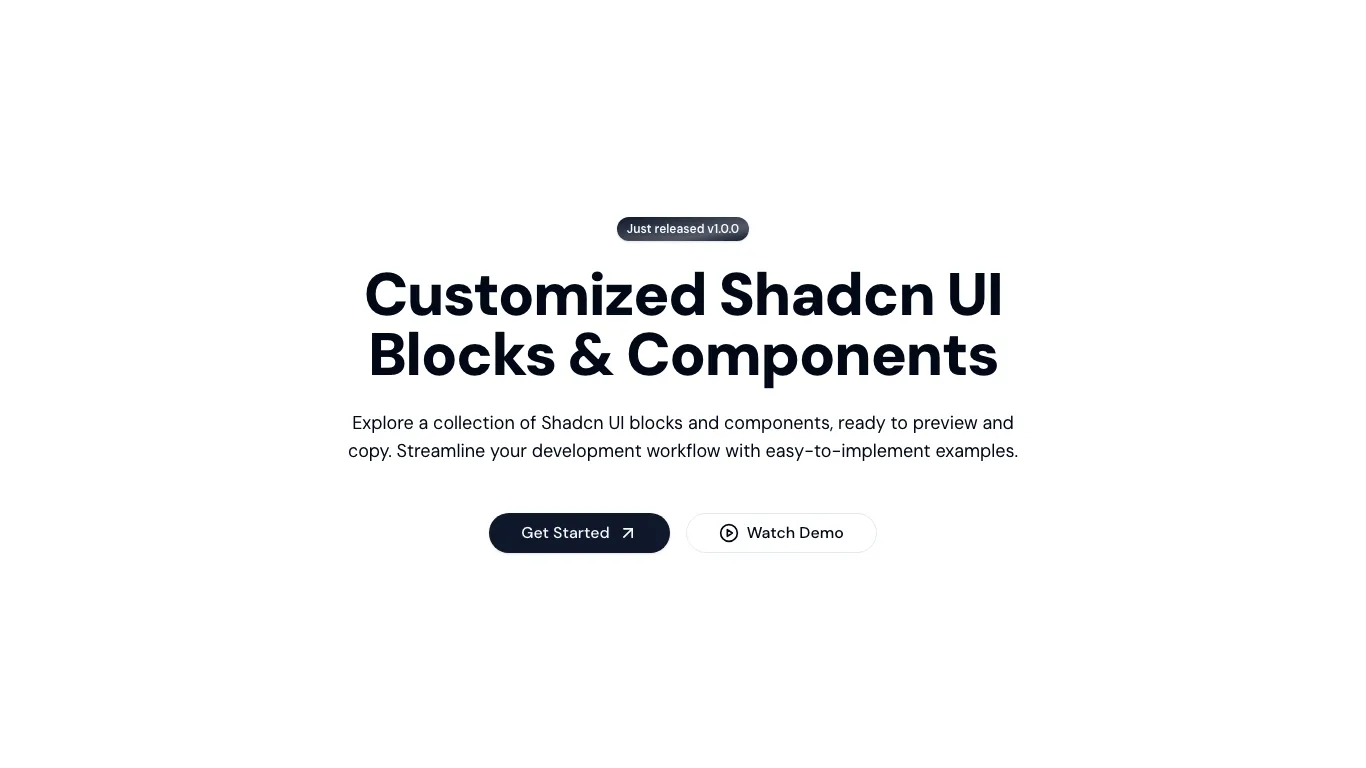 Just released v1.0.0
Customized Shadcn UI
Blocks & Components
Explore a collection of Shadcn UI blocks and components, ready to preview and
copy. Streamline your development workflow with easy-to-implement examples.
Get Started
Watch Demo